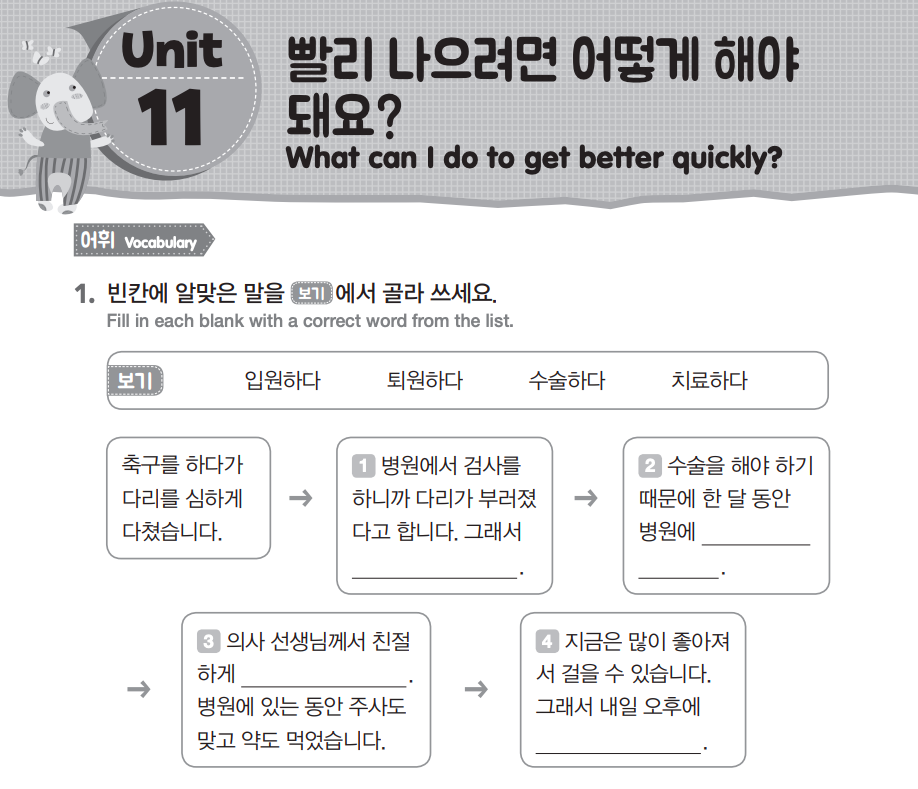 Unit
11
빨리 나으려면 어떻게 해야
돼요?
What can I do to get better quickly?
어휘 Vocabulary
1. 빈칸에 알맞은 말을 보기 에서 골라 쓰세요.
Fill in each blank with a correct word from the list.
보기 입원하다 퇴원하다 수술하다 치료하다
축구를 하다가
다리를 심하게
다쳤습니다.
→
1 병원에서 검사를
하니까 다리가 부러졌
다고 합니다. 그래서
_______________.
→
2 수술을 해야 하기
때문에 한 달 동안
병원에 __________
_______.
→
3 의사 선생님께서 친절
하게 _______________.
병원에 있는 동안 주사도
맞고 약도 먹었습니다.
→
4 지금은 많이 좋아져
서 걸을 수 있습니다.
그래서 내일 오후에
_______________.